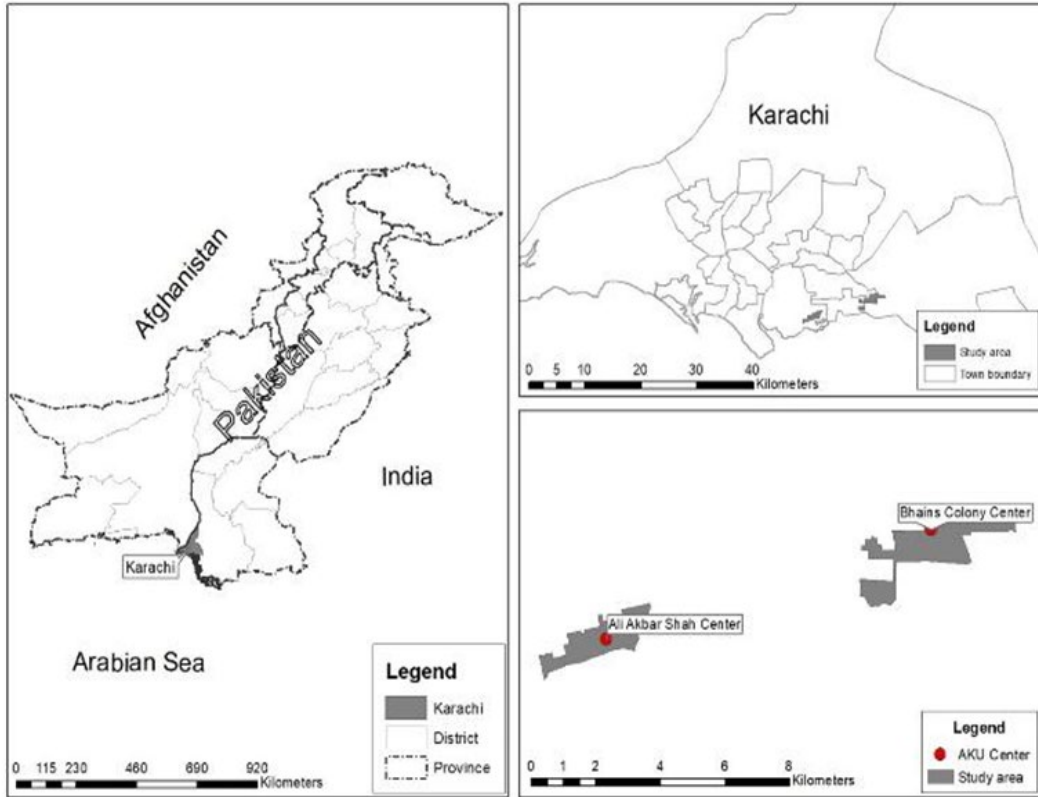 Afghanistan
Pakistan
India
Karachi
Arabian Sea
Legend
Karachi
District
Province
0 115 230 460 690 920
Kilometers
Karachi
Legend
Study area
Town boundary
0 5 10 20 30 40
Kilometers
Bhains Colony Center
Ali Akbar Shah Center
Legend
AKU Center
Study area
0 1 2 4 6 8
Kilometers